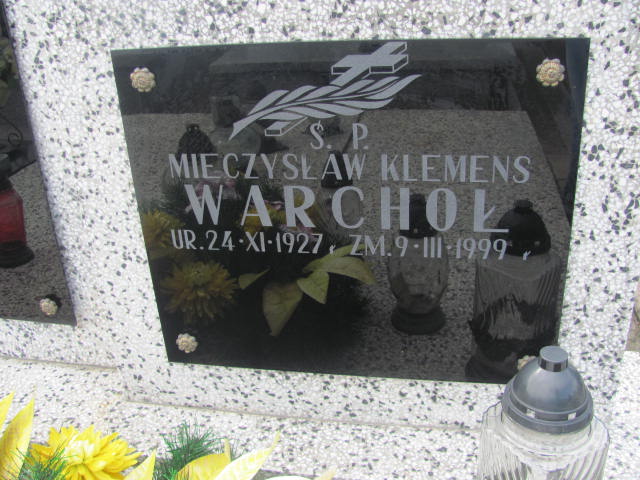 Ś. P.
MIECZYSŁAW KLEMENS
WARCHOŁ
UR. 24·XI·1927 r. ZM. 9·III·1999 r.